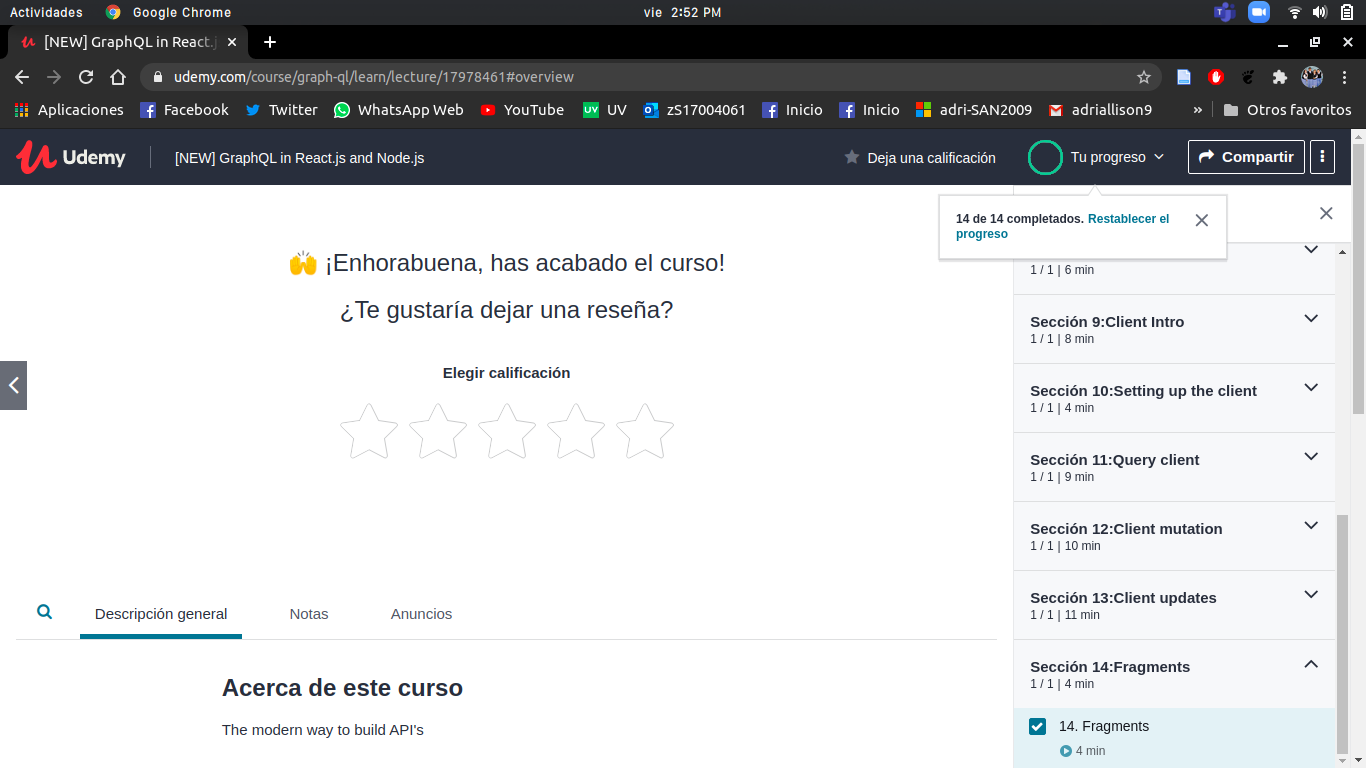 Actividades
Google Chrome
vie 2:52 PM
[NEW] GraphQL in React.j
udemy.com/course/graph-ql/learn/lecture/17978461#overview
Aplicaciones
Facebook
Twitter
WhatsApp Web
YouTube
UV
UV
zS17004061
Inicio
Inicio
adri-SAN2009
adriallison9
»
Otros favoritos
Udemy
[NEW] GraphQL in React.js and Node.js
Deja una calificación
Tu progreso
Compartir
14 de 14 completados. Restablecer el
progreso
¡Enhorabuena, has acabado el curso!
¿Te gustaría dejar una reseña?
Elegir calificación
Descripción general
Notas
Anuncios
Acerca de este curso
The modern way to build API's
1 / 1 | 6 min
Sección 9:Client Intro
1 / 1 | 8 min
Sección 10:Setting up the client
1 / 1 | 4 min
Sección 11:Query client
1 / 1 | 9 min
Sección 12:Client mutation
1 / 1 | 10 min
Sección 13:Client updates
1 / 1 | 11 min
Sección 14:Fragments
1 / 1 | 4 min
14. Fragments
4 min